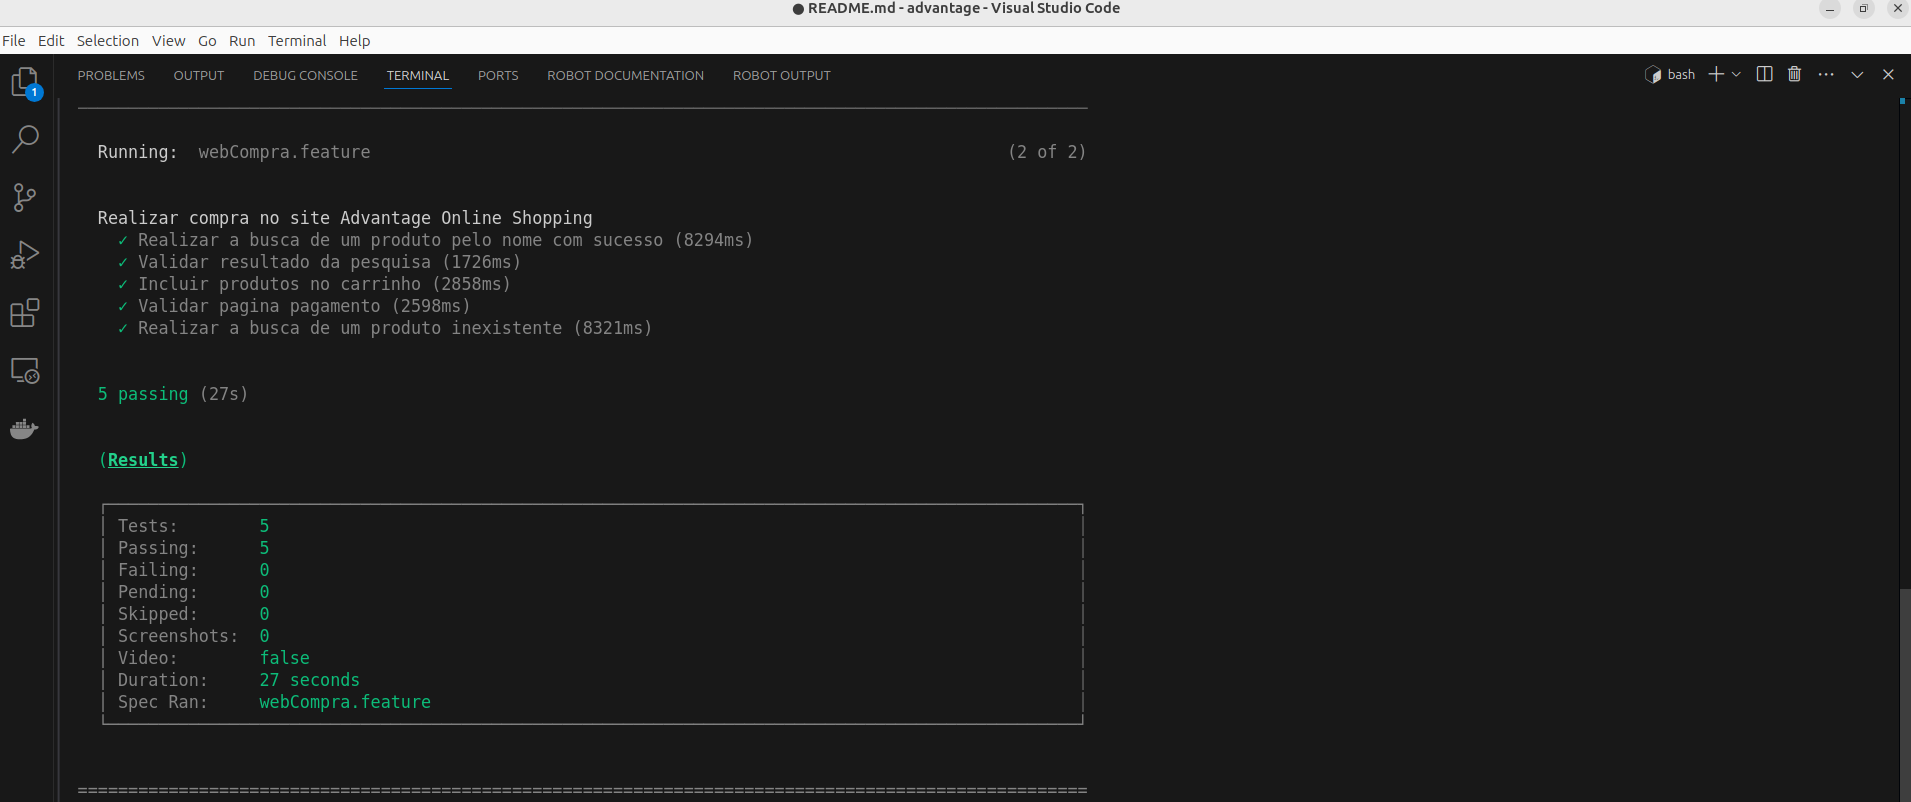 ● README.md - advantage - Visual Studio Code
File Edit Selection View Go Run Terminal Help
PROBLEMS OUTPUT DEBUG CONSOLE TERMINAL PORTS ROBOT DOCUMENTATION ROBOT OUTPUT bash
1
Running: webCompra.feature (2 of 2)
Realizar compra no site Advantage Online Shopping
✓ Realizar a busca de um produto pelo nome com sucesso (8294ms)
✓ Validar resultado da pesquisa (1726ms)
✓ Incluir produtos no carrinho (2858ms)
✓ Validar pagina pagamento (2598ms)
✓ Realizar a busca de um produto inexistente (8321ms)
5 passing (27s)
(Results)
Tests: 5
Passing: 5
Failing: 0
Pending: 0
Skipped: 0
Screenshots: 0
Video: false
Duration: 27 seconds
Spec Ran: webCompra.feature
====================================================================================================